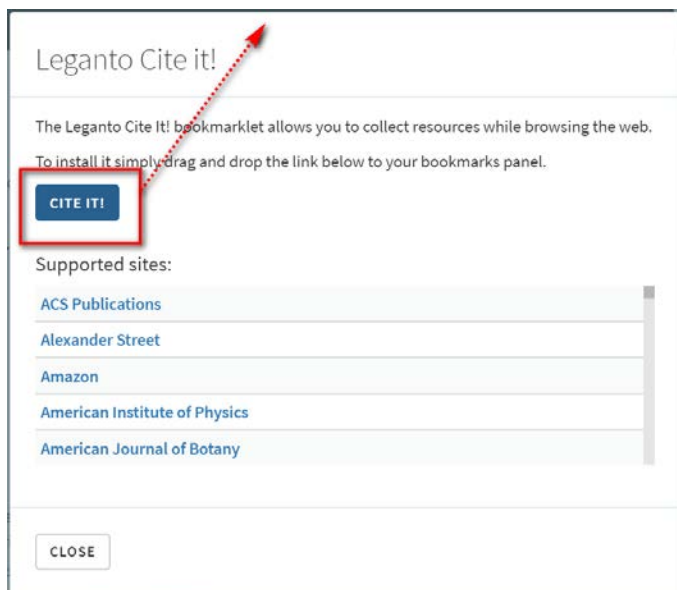 Leganto Cite it!
The Leganto Cite It! bookmarklet allows you to collect resources while browsing the web.
To install it simply drag and drop the link below to your bookmarks panel.
CITE IT!
Supported sites:
ACS Publications
Alexander Street
Amazon
American Institute of Physics
American Journal of Botany
CLOSE